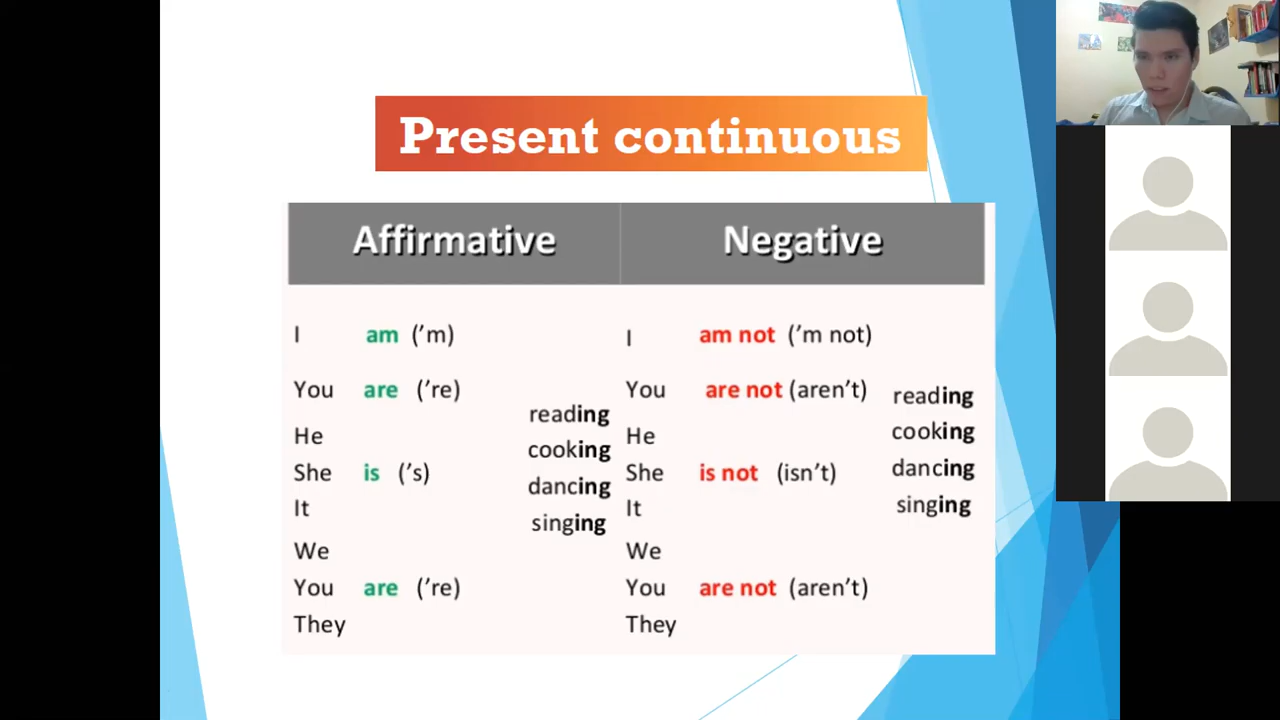 Present continuous
Affirmative Negative
I am (’m) I am not (’m not)
You are (’re) You are not (aren’t)
reading reading
He He
cooking cooking
She is (’s) She is not (isn’t)
dancing dancing
It It
singing singing
We We
You are (’re) You are not (aren’t)
They They